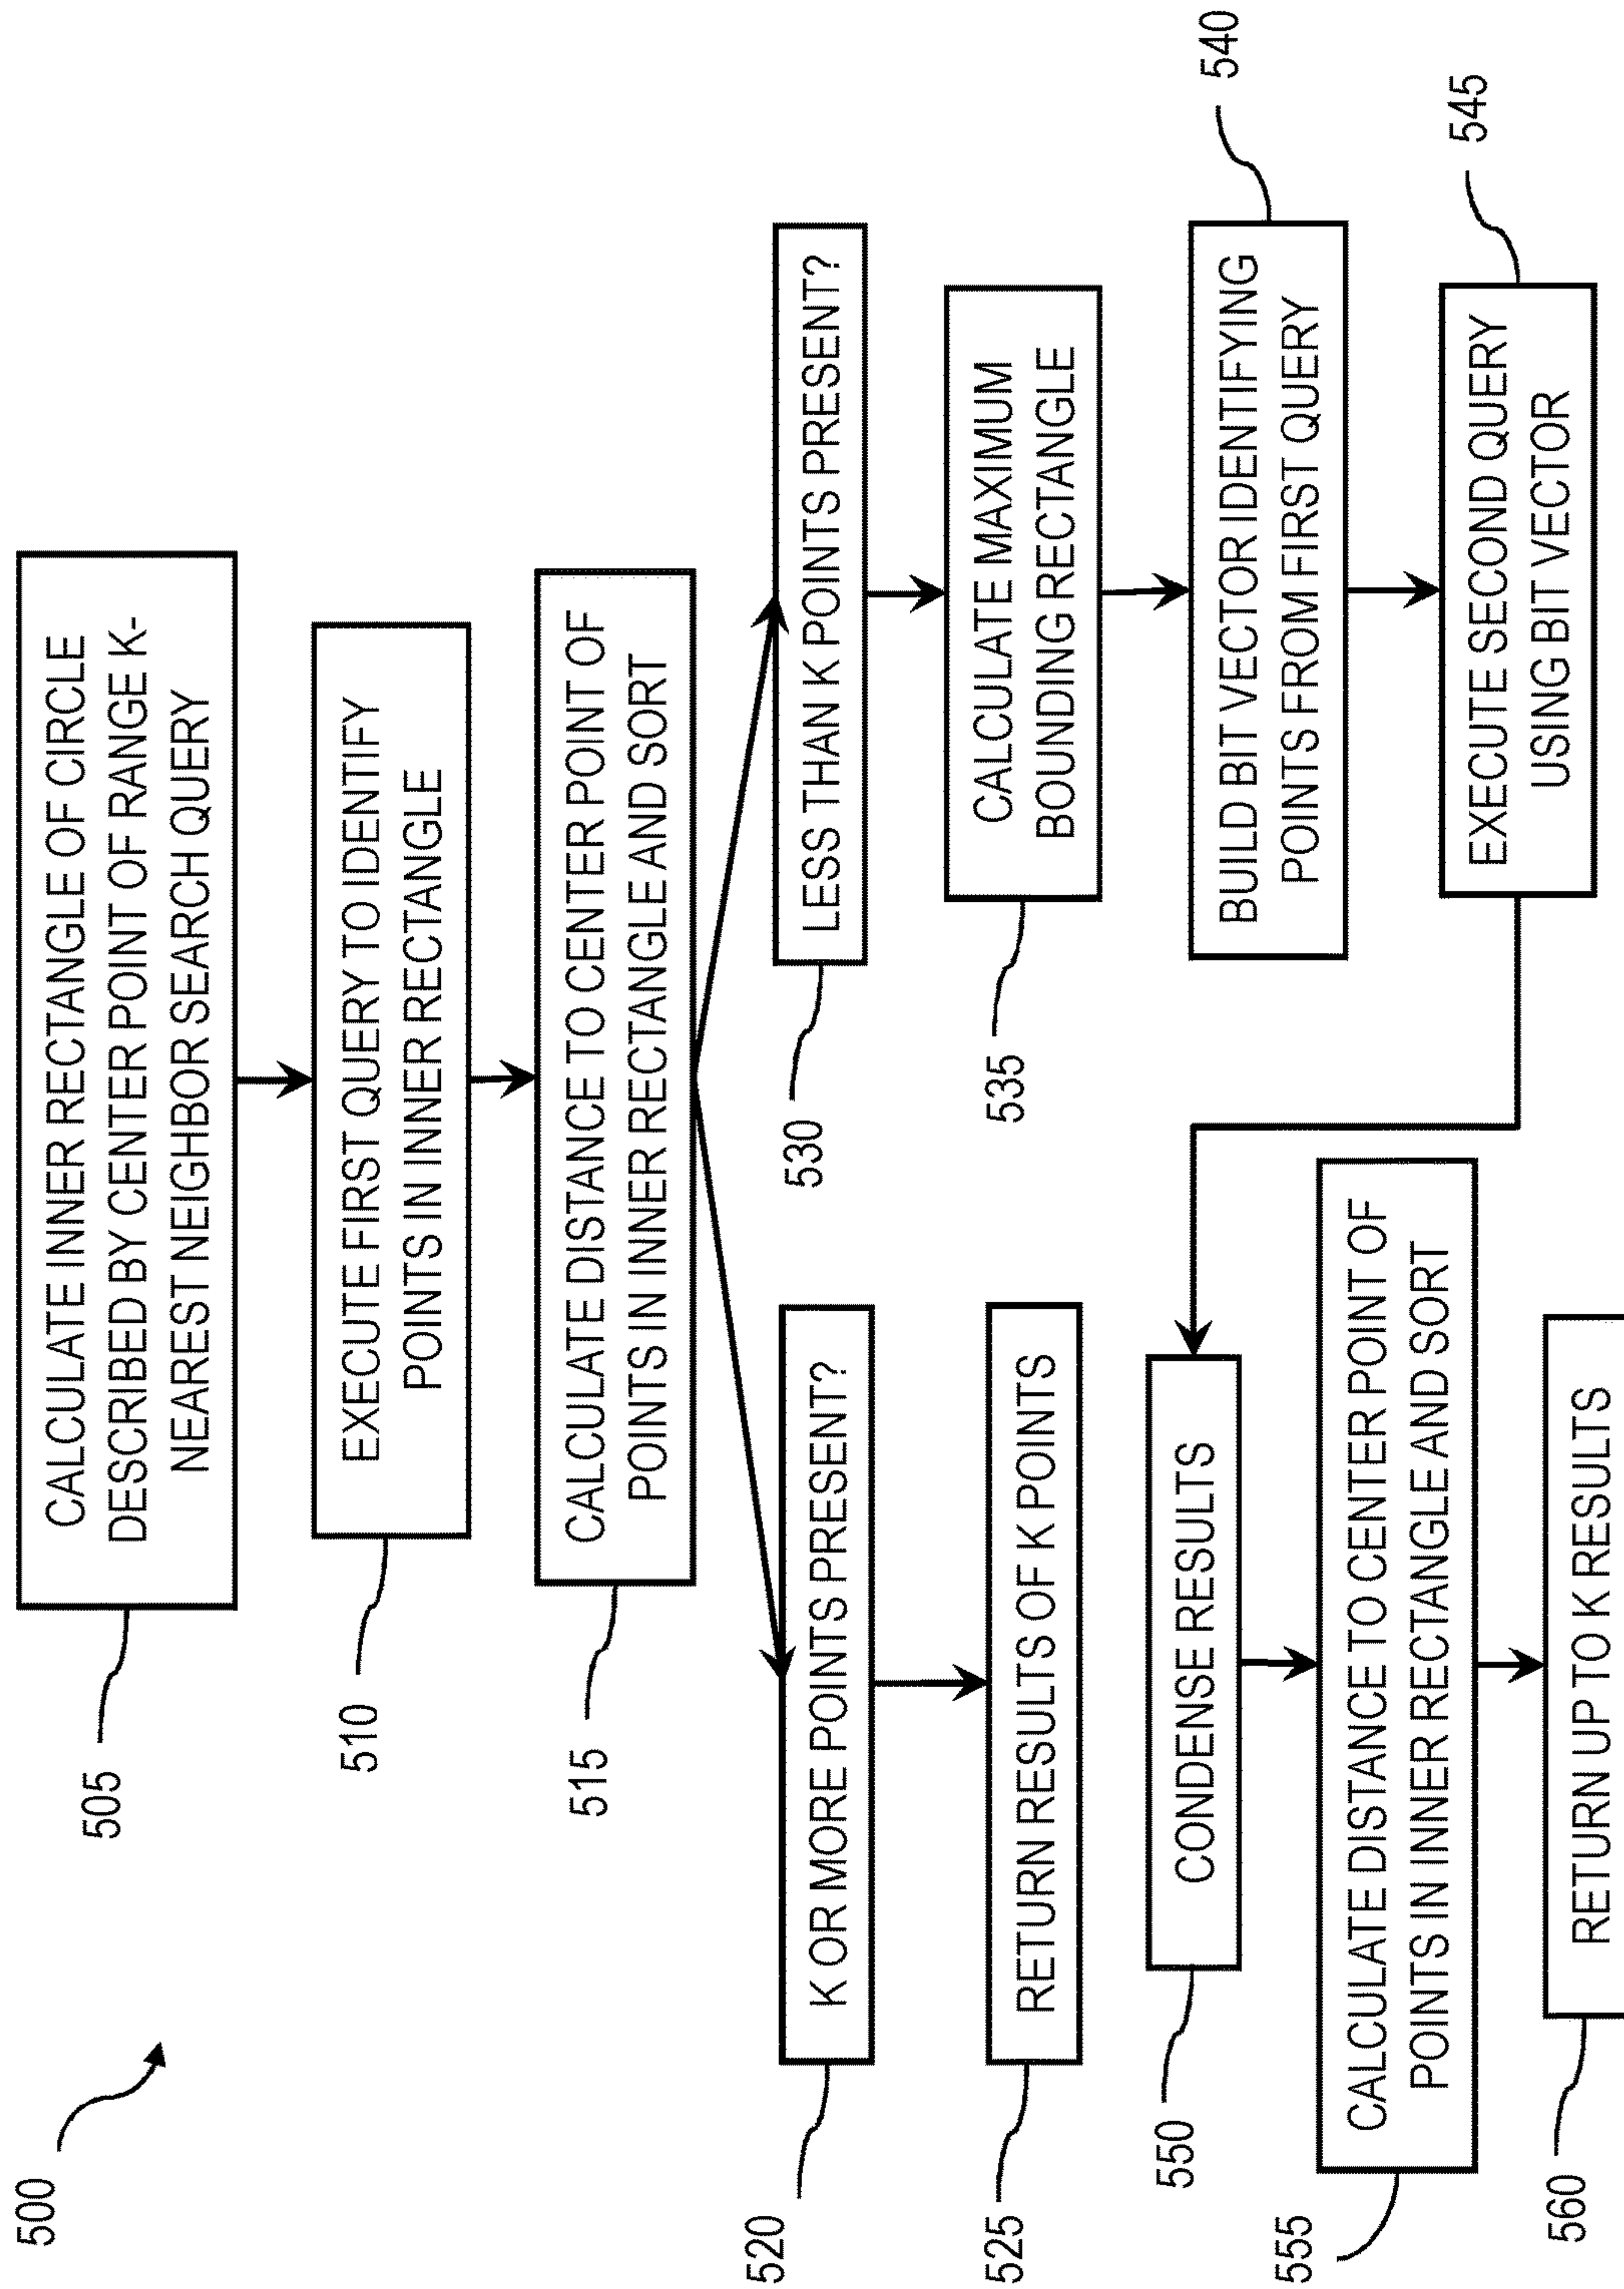 500
CALCULATE INNER RECTANGLE OF CIRCLE
DESCRIBED BY CENTER POINT OF RANGE K-
NEAREST NEIGHBOR SEARCH QUERY
505
EXECUTE FIRST QUERY TO IDENTIFY
POINTS IN INNER RECTANGLE
510
CALCULATE DISTANCE TO CENTER POINT OF
POINTS IN INNER RECTANGLE AND SORT
515
K OR MORE POINTS PRESENT?
520
RETURN RESULTS OF K POINTS
525
LESS THAN K POINTS PRESENT?
530
CALCULATE MAXIMUM
BOUNDING RECTANGLE
535
BUILD BIT VECTOR IDENTIFYING
POINTS FROM FIRST QUERY
540
EXECUTE SECOND QUERY
USING BIT VECTOR
545
CONDENSE RESULTS
550
CALCULATE DISTANCE TO CENTER POINT OF
POINTS IN INNER RECTANGLE AND SORT
555
RETURN UP TO K RESULTS
560